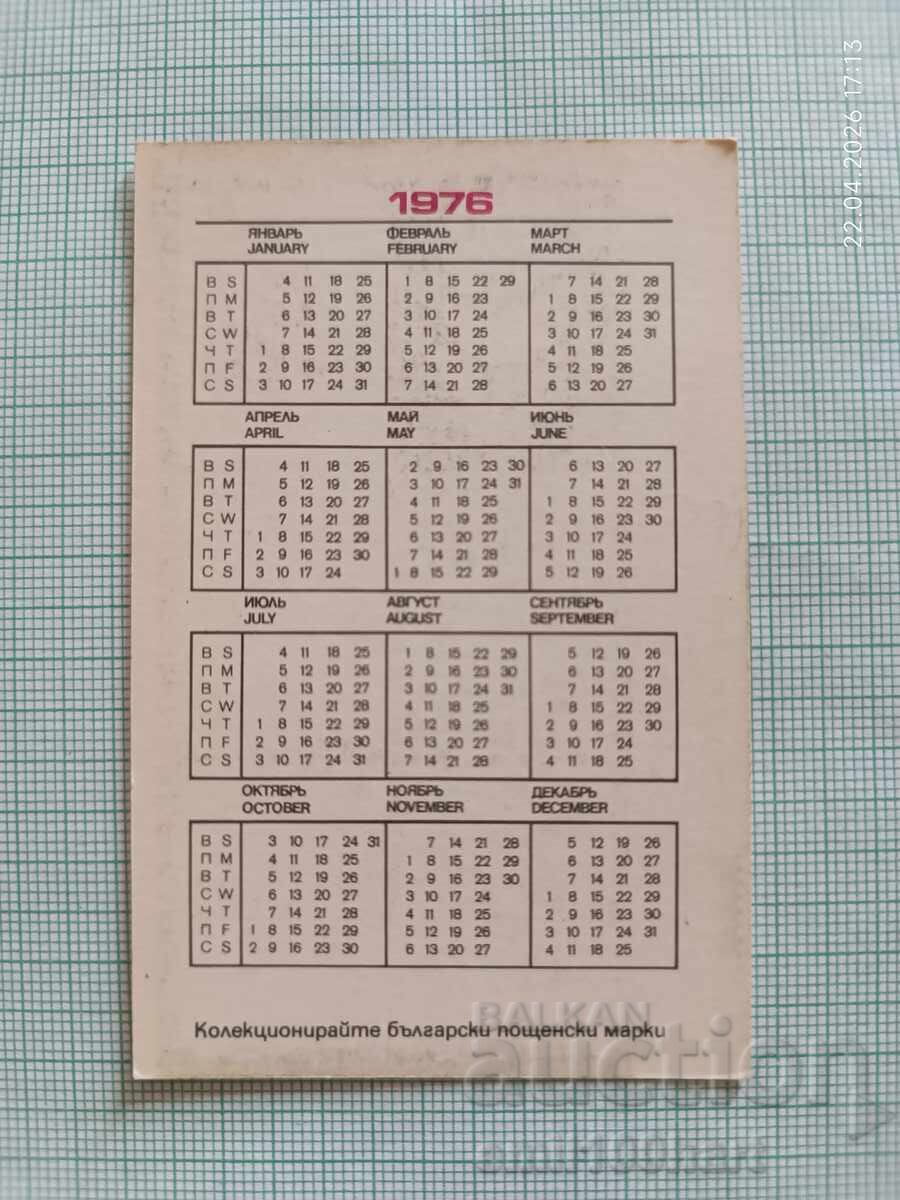 22.04.2026 17:13
1976
ЯНВАРЬ ФЕВРАЛЬ МАРТ
JANUARY FEBRUARY MARCH
В S 4 11 18 25 1 8 15 22 29 7 14 21 28
П M 5 12 19 26 2 9 16 23 1 8 15 22 29
В T 6 13 20 27 3 10 17 24 2 9 16 23 30
С W 7 14 21 28 4 11 18 25 3 10 17 24 31
Ч T 1 8 15 22 29 5 12 19 26 4 11 18 25
П F 2 9 16 23 30 6 13 20 27 5 12 19 26
С S 3 10 17 24 31 7 14 21 28 6 13 20 27
АПРЕЛЬ МАЙ ИЮНЬ
APRIL MAY JUNE
В S 4 11 18 25 2 9 16 23 30 6 13 20 27
П M 5 12 19 26 3 10 17 24 31 7 14 21 28
В T 6 13 20 27 4 11 18 25 1 8 15 22 29
С W 7 14 21 28 5 12 19 26 2 9 16 23 30
Ч T 1 8 15 22 29 6 13 20 27 3 10 17 24
П F 2 9 16 23 30 7 14 21 28 4 11 18 25
С S 3 10 17 24 1 8 15 22 29 5 12 19 26
ИЮЛЬ АВГУСТ СЕНТЯБРЬ
JULY AUGUST SEPTEMBER
В S 4 11 18 25 1 8 15 22 29 5 12 19 26
П M 5 12 19 26 2 9 16 23 30 6 13 20 27
В T 6 13 20 27 3 10 17 24 31 7 14 21 28
С W 7 14 21 28 4 11 18 25 1 8 15 22 29
Ч T 1 8 15 22 29 5 12 19 26 2 9 16 23 30
П F 2 9 16 23 30 6 13 20 27 3 10 17 24
С S 3 10 17 24 31 7 14 21 28 4 11 18 25
ОКТЯБРЬ НОЯБРЬ ДЕКАБРЬ
OCTOBER NOVEMBER DECEMBER
В S 3 10 17 24 31 7 14 21 28 5 12 19 26
П M 4 11 18 25 1 8 15 22 29 6 13 20 27
В T 5 12 19 26 2 9 16 23 30 7 14 21 28
С W 6 13 20 27 3 10 17 24 1 8 15 22 29
Ч T 7 14 21 28 4 11 18 25 2 9 16 23 30
П F 1 8 15 22 29 5 12 19 26 3 10 17 24 31
С S 2 9 16 23 30 6 13 20 27 4 11 18 25
Колекционирайте български пощенски марки
BALKAN
auction